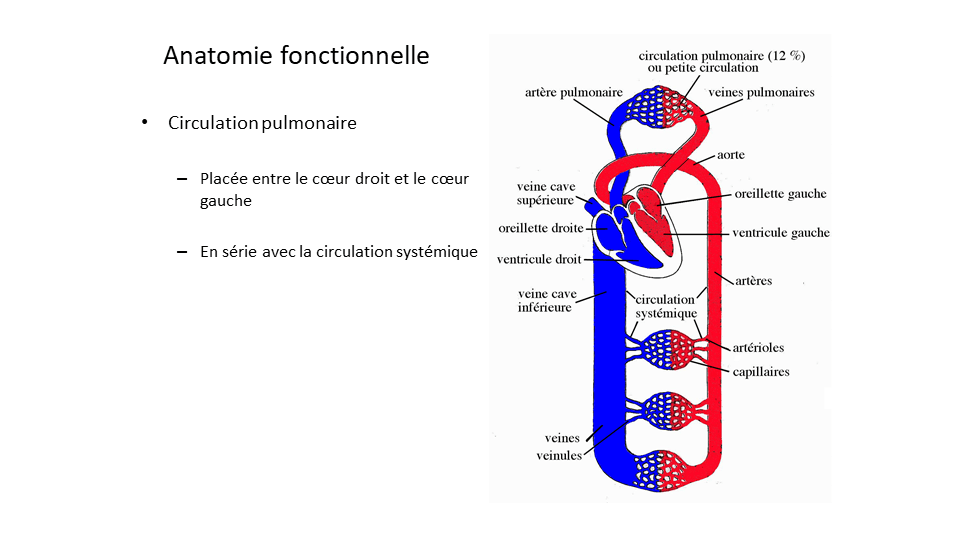 Anatomie fonctionnelle
• Circulation pulmonaire
– Placée entre le cœur droit et le cœur
gauche
– En série avec la circulation systémique
circulation pulmonaire (12 %)
ou petite circulation
artère pulmonaire
veines pulmonaires
aorte
veine cave
supérieure
oreillette gauche
oreillette droite
ventricule gauche
ventricule droit
artères
veine cave
inférieure
circulation
systémique
artérioles
capillaires
veines
veinules